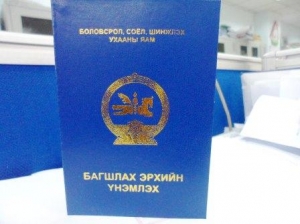 БОЛОВСРОЛ, СОЁЛ, ШИНЖЛЭХ
УХААНЫ ЯАМ
БАГШЛАХ ЭРХИЙН
ҮНЭМЛЭХ